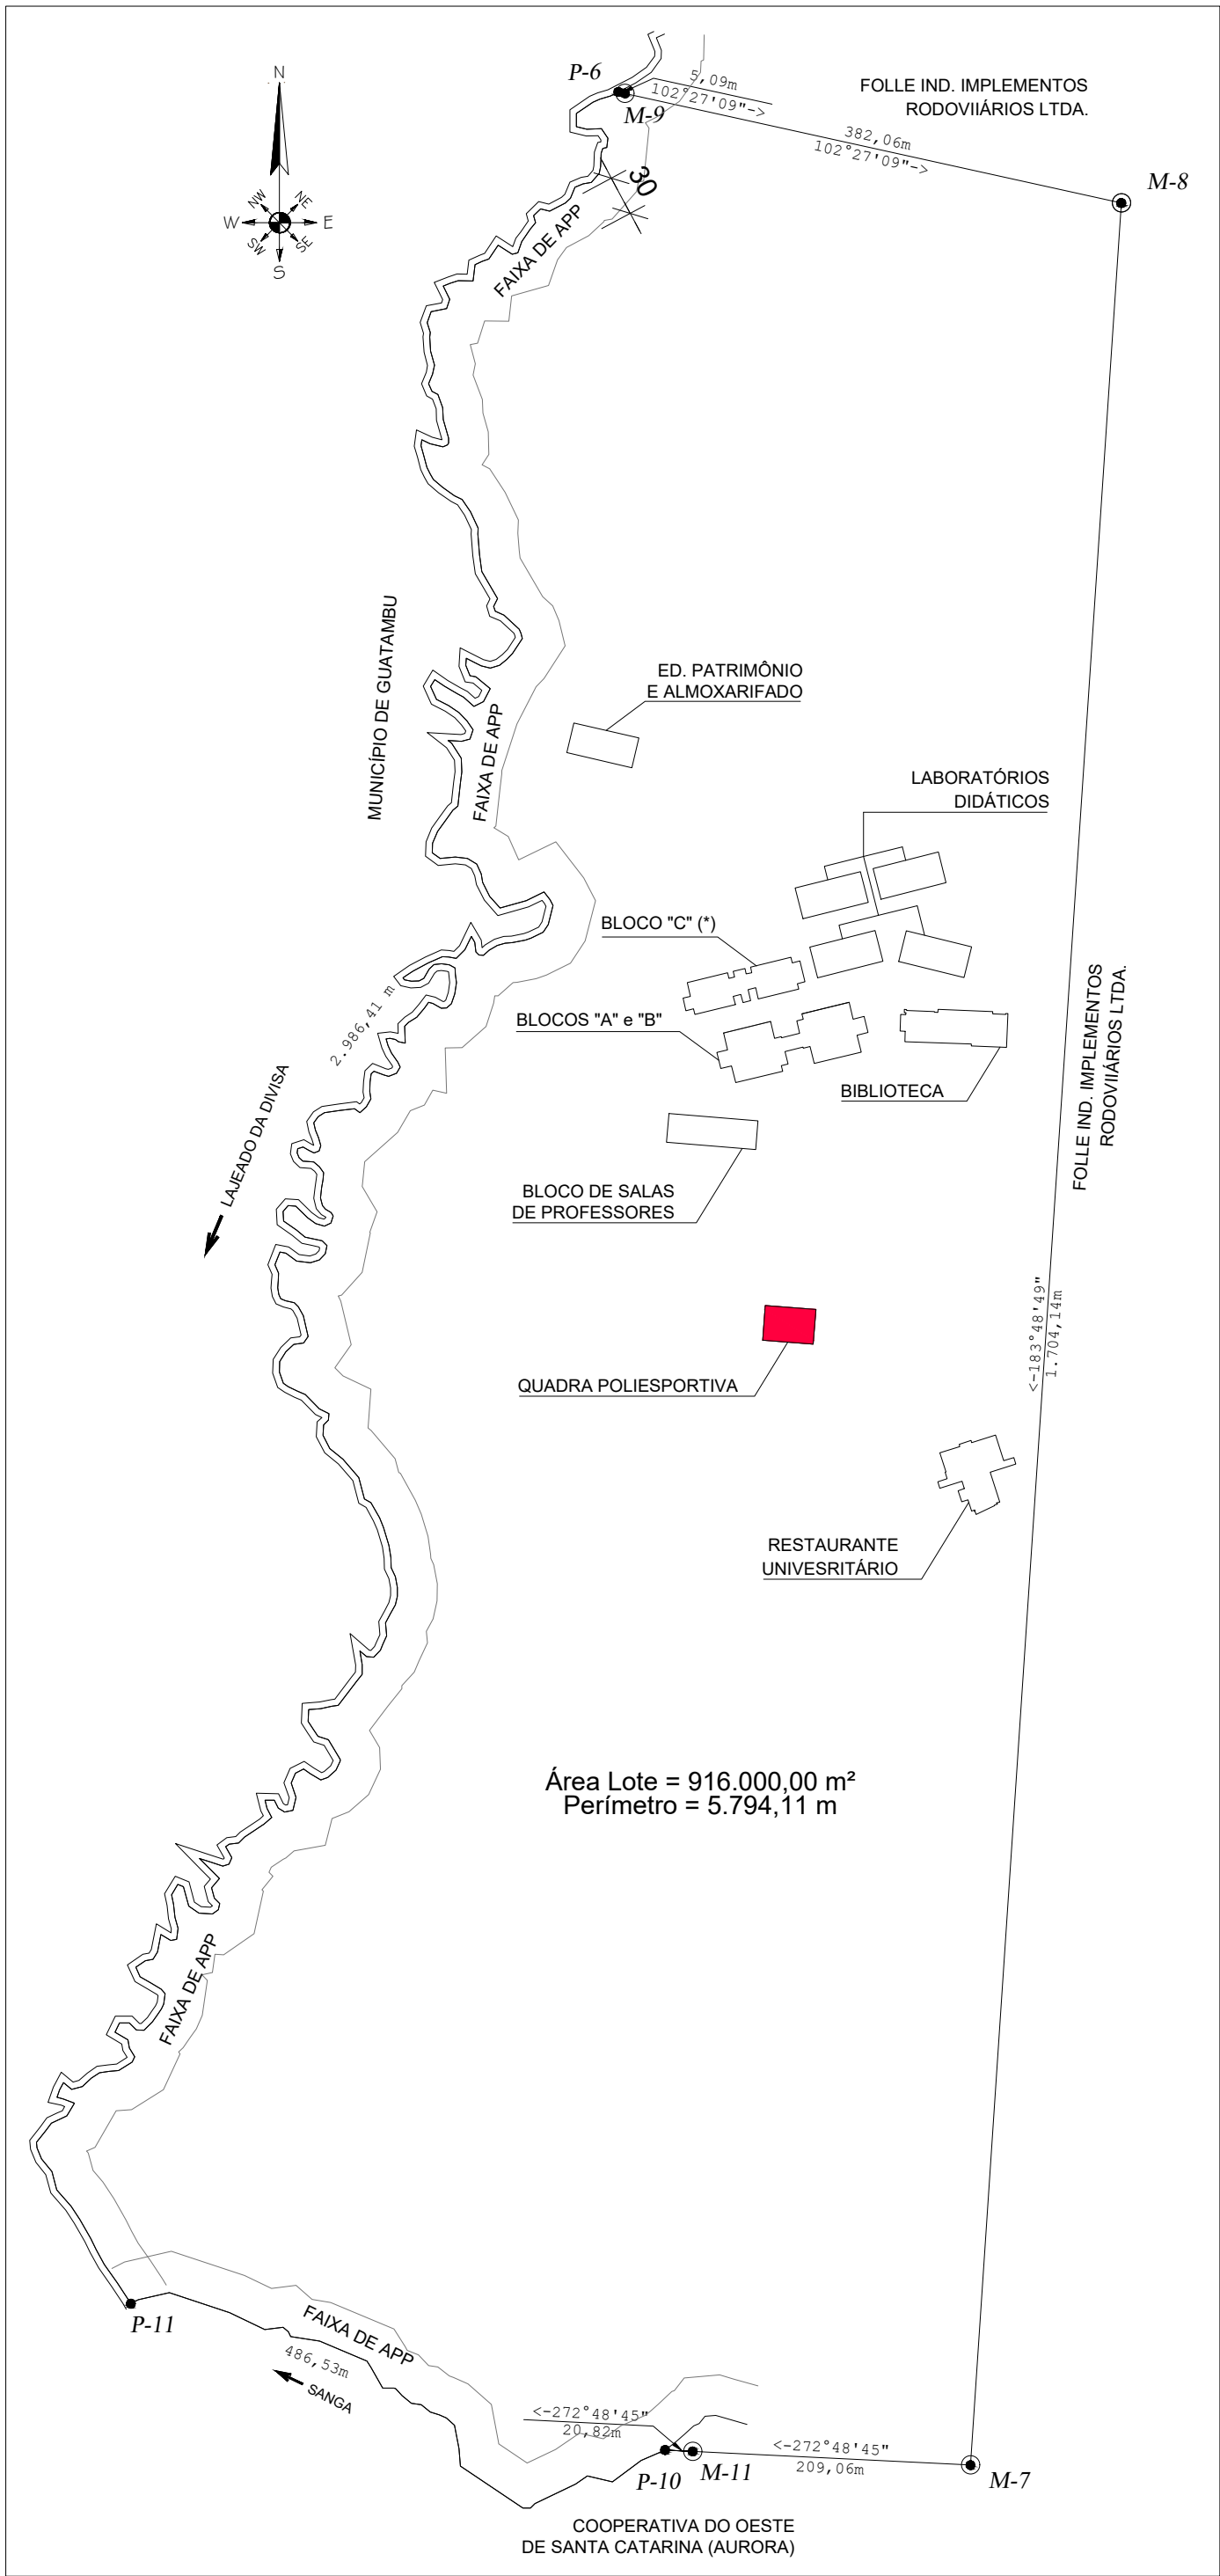 N
NW
NE
W
E
SW
SE
S
P-6
M-9
5,09m
102°27'09"->
FOLLE IND. IMPLEMENTOS
RODOVIIÁRIOS LTDA.
382,06m
102°27'09"->
M-8
30
FAIXA DE APP
MUNICÍPIO DE GUATAMBU
FAIXA DE APP
ED. PATRIMÔNIO
E ALMOXARIFADO
LABORATÓRIOS
DIDÁTICOS
BLOCO "C" (*)
BLOCOS "A" e "B"
BIBLIOTECA
2.986,41 m
LAJEADO DA DIVISA
FOLLE IND. IMPLEMENTOS
RODOVIIÁRIOS LTDA.
BLOCO DE SALAS
DE PROFESSORES
<-183°48'49"
1.704,14m
QUADRA POLIESPORTIVA
RESTAURANTE
UNIVESRITÁRIO
Área Lote = 916.000,00 m²
Perímetro = 5.794,11 m
FAIXA DE APP
P-11
FAIXA DE APP
486,53m
SANGA
<-272°48'45"
20,82m
P-10
M-11
<-272°48'45"
209,06m
M-7
COOPERATIVA DO OESTE
DE SANTA CATARINA (AURORA)